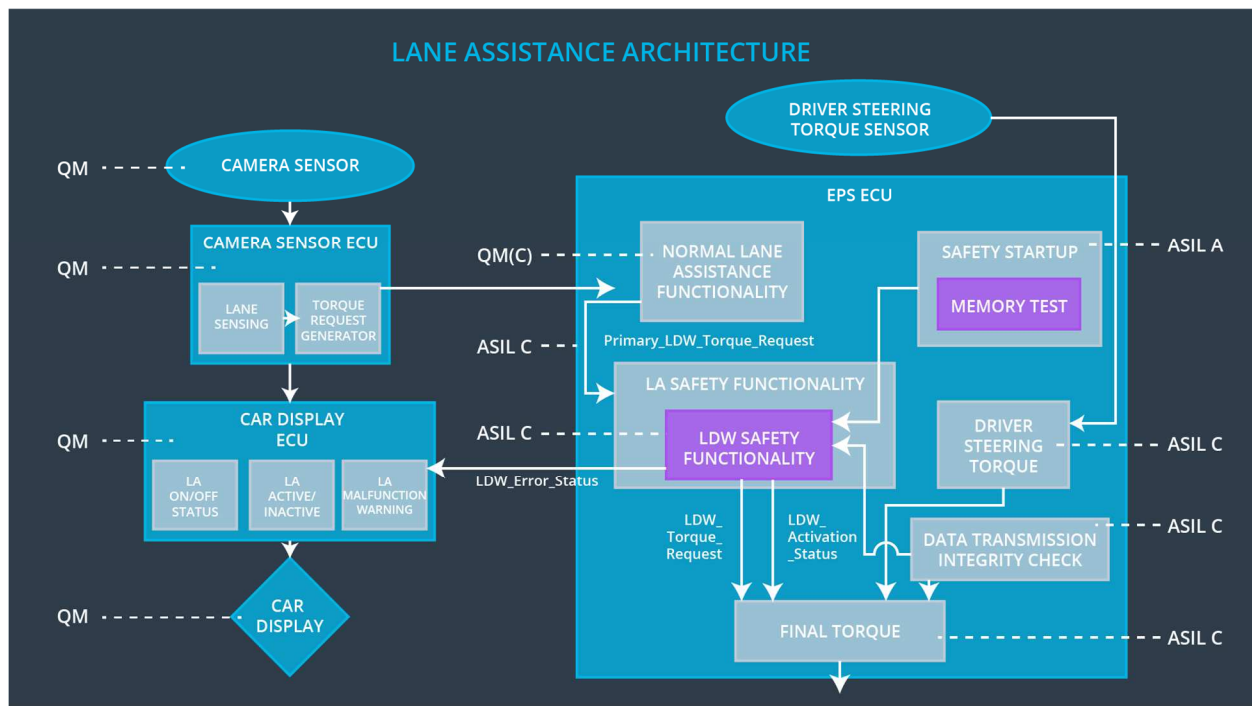 LANE ASSISTANCE ARCHITECTURE
DRIVER STEERING
TORQUE SENSOR
QM
CAMERA SENSOR
EPS ECU
CAMERA SENSOR ECU
QM
LANE
SENSING
TORQUE
REQUEST
GENERATOR
QM(C)
NORMAL LANE
ASSISTANCE
FUNCTIONALITY
SAFETY STARTUP
ASIL A
MEMORY TEST
ASIL C
Primary_LDW_Torque_Request
LA SAFETY FUNCTIONALITY
CAR DISPLAY
ECU
QM
LA
ON/OFF
STATUS
LA
ACTIVE/
INACTIVE
LA
MALFUNCTION
WARNING
ASIL C
LDW SAFETY
FUNCTIONALITY
DRIVER
STEERING
TORQUE
ASIL C
LDW_Error_Status
LDW_
Torque_
Request
LDW_
Activation
_Status
ASIL C
DATA TRANSMISSION
INTEGRITY CHECK
QM
CAR
DISPLAY
FINAL TORQUE
ASIL C